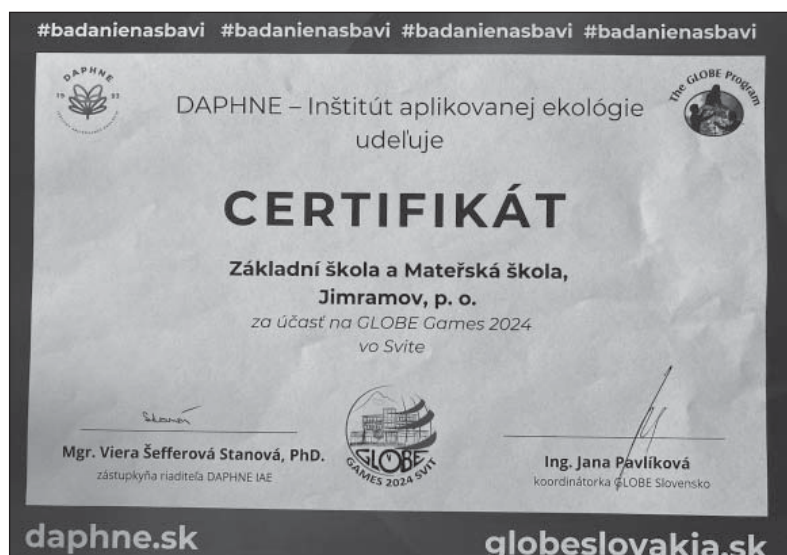 #badanienasbavi #badanienasbavi #badanienasbavi #badanienasbavi
DAPHNE
19 93
The GLOBE Program
DAPHNE – Inštitút aplikovanej ekológie
udeľuje
CERTIFIKÁT
Základní škola a Mateřská škola,
Jimramov, p. o.
za účasť na GLOBE Games 2024
vo Svite
Mgr. Viera Šefferová Stanová, PhD.
zástupkyňa riaditeľa DAPHNE IAE
GLOBE
GAMES 2024 SVIT
Ing. Jana Pavlíková
koordinátorka GLOBE Slovensko
daphne.sk
globeslovakia.sk